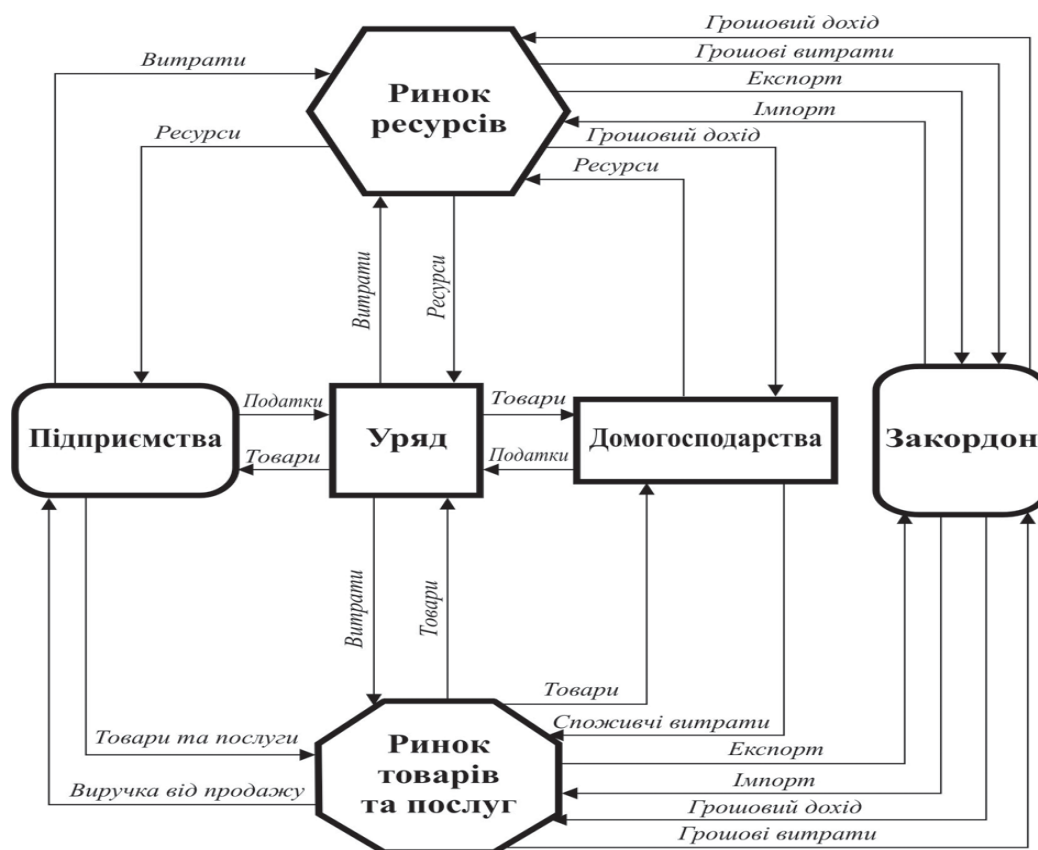 Грошовий дохід
Грошові витрати
Витрати
Експорт
Ринок
ресурсів
Імпорт
Ресурси
Грошовий дохід
Ресурси
Витрати
Ресурси
Податки
Товари
Підприємства
Уряд
Домогосподарства
Закордон
Товари
Податки
Витрати
Товари
Товари
Споживчі витрати
Товари та послуги
Ринок
товарів
та послуг
Експорт
Імпорт
Виручка від продажу
Грошовий дохід
Грошові витрати